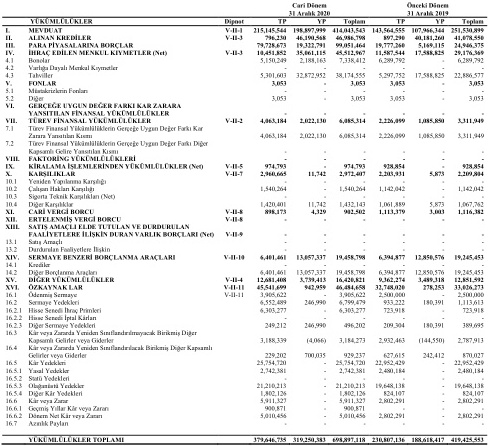 Cari Dönem Önceki Dönem
31 Aralık 2020 31 Aralık 2019
YÜKÜMLÜLÜKLER Dipnot TP YP Toplam TP YP Toplam
I. MEVDUAT V-II-1 215,145,544 198,897,999 414,043,543 143,564,555 107,966,344 251,530,899
II. ALINAN KREDİLER V-II-3 796,230 46,190,568 46,986,798 897,290 40,181,260 41,078,550
III. PARA PİYASALARINA BORÇLAR 79,728,673 19,322,791 99,051,464 19,777,260 5,169,115 24,946,375
IV. İHRAÇ EDİLEN MENKUL KIYMETLER (Net) V-II-3 10,451,852 35,061,115 45,512,967 11,587,544 17,588,825 29,176,369
4.1 Bonolar 5,150,249 2,188,163 7,338,412 6,289,792 - 6,289,792
4.2 Varlığa Dayalı Menkul Kıymetler - - - - - -
4.3 Tahviller 5,301,603 32,872,952 38,174,555 5,297,752 17,588,825 22,886,577
V. FONLAR 3,053 - 3,053 3,053 - 3,053
5.1 Müstakrizlerin Fonları - - - - - -
5.2 Diğer 3,053 - 3,053 3,053 - 3,053
VI. GERÇEĞE UYGUN DEĞER FARKI KAR ZARARA
YANSITILAN FİNANSAL YÜKÜMLÜLÜKLER - - - - - -
VII. TÜREV FİNANSAL YÜKÜMLÜLÜKLER V-II-2 4,063,184 2,022,130 6,085,314 2,226,099 1,085,850 3,311,949
7.1 Türev Finansal Yükümlülüklerin Gerçeğe Uygun Değer Farkı Kar
Zarara Yansıtılan Kısmı 4,063,184 2,022,130 6,085,314 2,226,099 1,085,850 3,311,949
7.2 Türev Finansal Yükümlülüklerin Gerçeğe Uygun Değer Farkı Diğer
Kapsamlı Gelire Yansıtılan Kısmı - - - - - -
VIII. FAKTORİNG YÜKÜMLÜLÜKLERİ - - - - - -
IX. KİRALAMA İŞLEMLERİNDEN YÜKÜMLÜLÜKLER (Net) V-II-5 974,793 - 974,793 928,854 - 928,854
X. KARŞILIKLAR V-II-7 2,960,665 11,742 2,972,407 2,203,931 5,873 2,209,804
10.1 Yeniden Yapılanma Karşılığı - - - - - -
10.2 Çalışan Hakları Karşılığı 1,540,264 - 1,540,264 1,142,042 - 1,142,042
10.3 Sigorta Teknik Karşılıkları (Net) - - - - - -
10.4 Diğer Karşılıklar 1,420,401 11,742 1,432,143 1,061,889 5,873 1,067,762
XI. CARİ VERGİ BORCU V-II-8 898,173 4,329 902,502 1,113,379 3,003 1,116,382
XII. ERTELENMİŞ VERGİ BORCU V-II-8 - - - - - -
XIII. SATIŞ AMAÇLI ELDE TUTULAN VE DURDURULAN
FAALİYETLERE İLİŞKİN DURAN VARLIK BORÇLARI (Net) V-II-9 - - - - - -
13.1 Satış Amaçlı - - - - - -
13.2 Durdurulan Faaliyetlere İlişkin - - - - - -
XIV. SERMAYE BENZERİ BORÇLANMA ARAÇLARI V-II-10 6,401,461 13,057,337 19,458,798 6,394,877 12,850,576 19,245,453
14.1 Krediler - - - - - -
14.2 Diğer Borçlanma Araçları 6,401,461 13,057,337 19,458,798 6,394,877 12,850,576 19,245,453
XV. DİĞER YÜKÜMLÜLÜKLER V-II-4 12,681,408 3,739,413 16,420,821 9,362,274 3,489,318 12,851,592
XVI. ÖZKAYNAKLAR V-II-11 45,541,699 942,959 46,484,658 32,748,020 278,253 33,026,273
16.1 Ödenmiş Sermaye V-II-11 3,905,622 - 3,905,622 2,500,000 - 2,500,000
16.2 Sermaye Yedekleri 6,552,489 246,990 6,799,479 933,222 180,391 1,113,613
16.2.1 Hisse Senedi İhraç Primleri 6,303,277 - 6,303,277 723,918 - 723,918
16.2.2 Hisse Senedi İptal Kârları - - - - - -
16.2.3 Diğer Sermaye Yedekleri 249,212 246,990 496,202 209,304 180,391 389,695
16.3 Kâr veya Zararda Yeniden Sınıflandırılmayacak Birikmiş Diğer
Kapsamlı Gelirler veya Giderler 3,188,339 (4,066) 3,184,273 2,932,463 (144,550) 2,787,913
16.4 Kâr veya Zararda Yeniden Sınıflandırılacak Birikmiş Diğer Kapsamlı
Gelirler veya Giderler 229,202 700,035 929,237 627,615 242,412 870,027
16.5 Kâr Yedekleri 25,754,720 - 25,754,720 22,952,429 - 22,952,429
16.5.1 Yasal Yedekler 2,742,381 - 2,742,381 2,480,184 - 2,480,184
16.5.2 Statü Yedekleri - - - - - -
16.5.3 Olağanüstü Yedekler 21,210,213 - 21,210,213 19,648,138 - 19,648,138
16.5.4 Diğer Kâr Yedekleri 1,802,126 - 1,802,126 824,107 - 824,107
16.6 Kâr veya Zarar 5,911,327 - 5,911,327 2,802,291 - 2,802,291
16.6.1 Geçmiş Yıllar Kâr veya Zararı 900,871 - 900,871 - - -
16.6.2 Dönem Net Kâr veya Zararı 5,010,456 - 5,010,456 2,802,291 - 2,802,291
16.7 Azınlık Payları - - - - - -
YÜKÜMLÜLÜKLER TOPLAMI 379,646,735 319,250,383 698,897,118 230,807,136 188,618,417 419,425,553